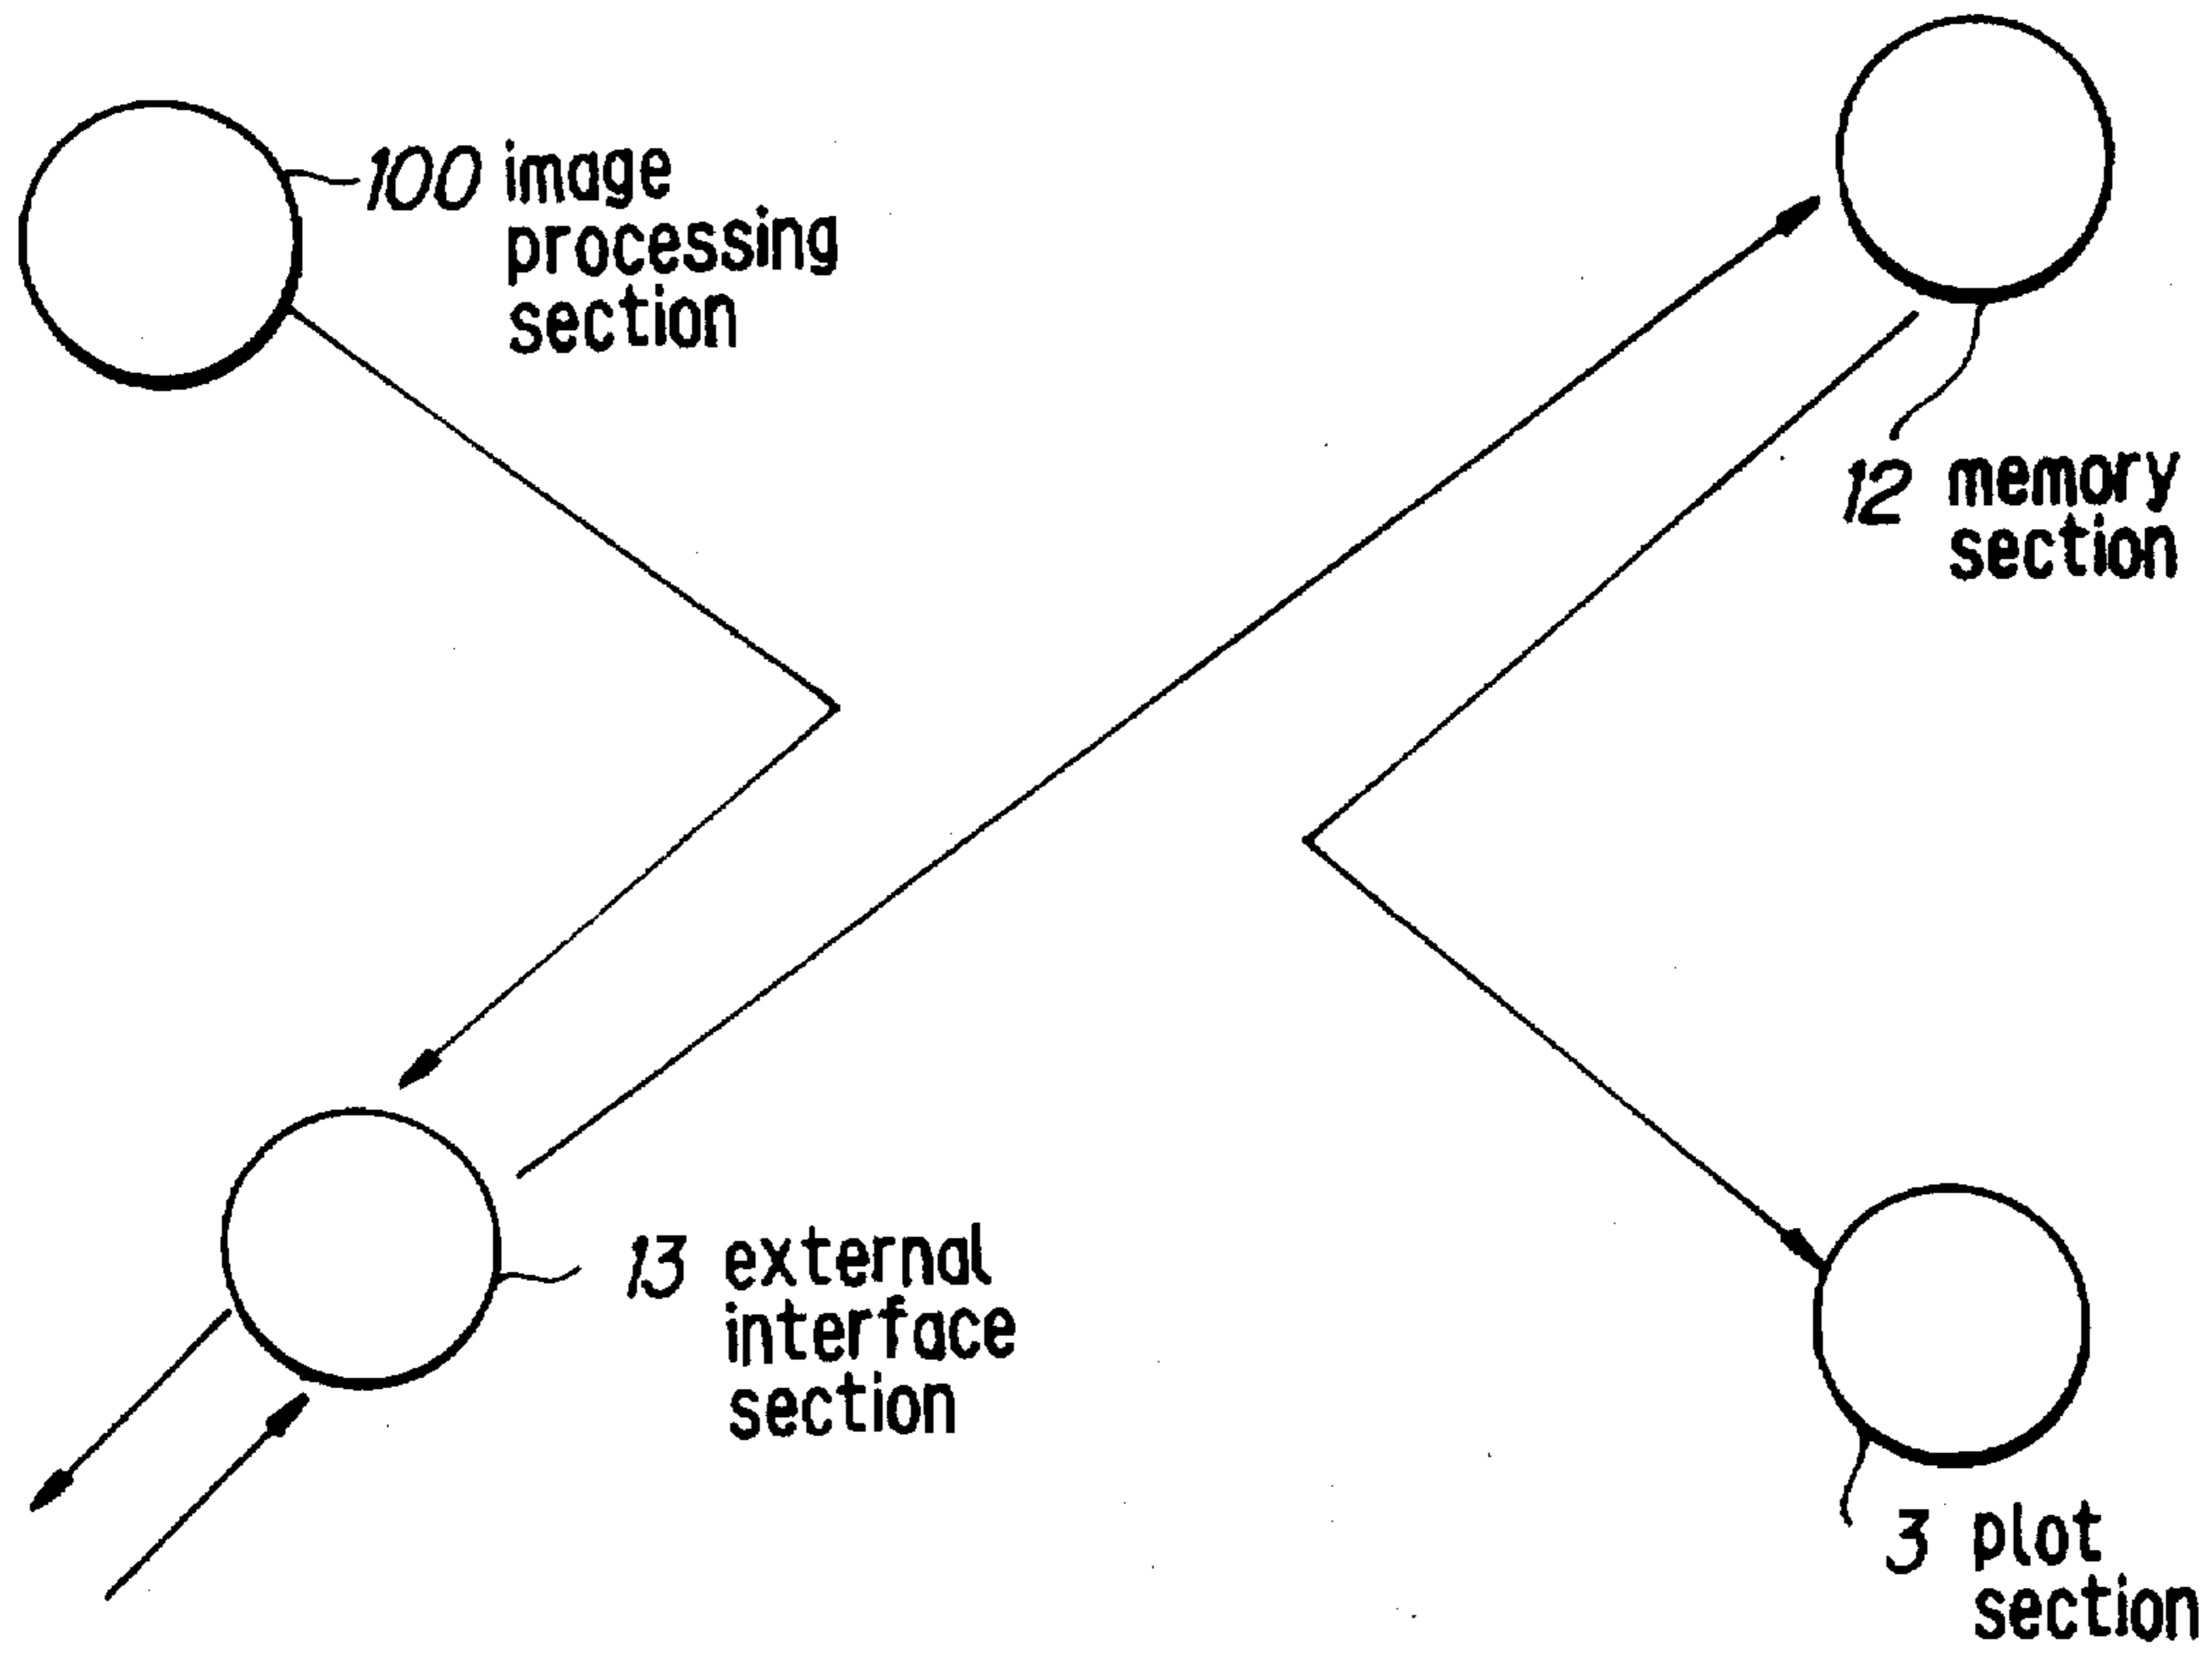 100 image
processing
section
12 memory
section
13 external
interface
section
3 plot
section